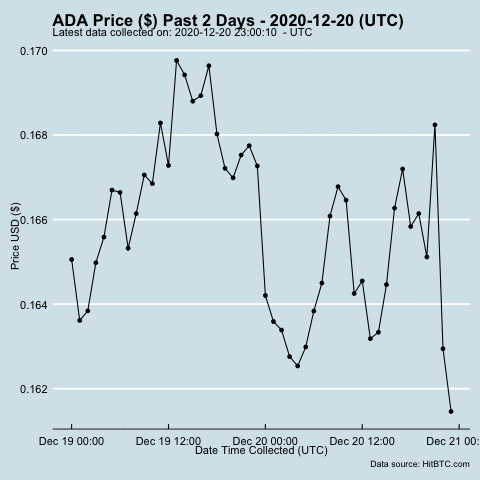 ADA Price ($) Past 2 Days - 2020-12-20 (UTC)
Latest data collected on: 2020-12-20 23:00:10  - UTC
0.170
0.168
0.166
0.164
0.162
Price USD ($)
Dec 19 00:00 Dec 19 12:00 Dec 20 00:00 Dec 20 12:00 Dec 21 00:
Date Time Collected (UTC)
Data source: HitBTC.com